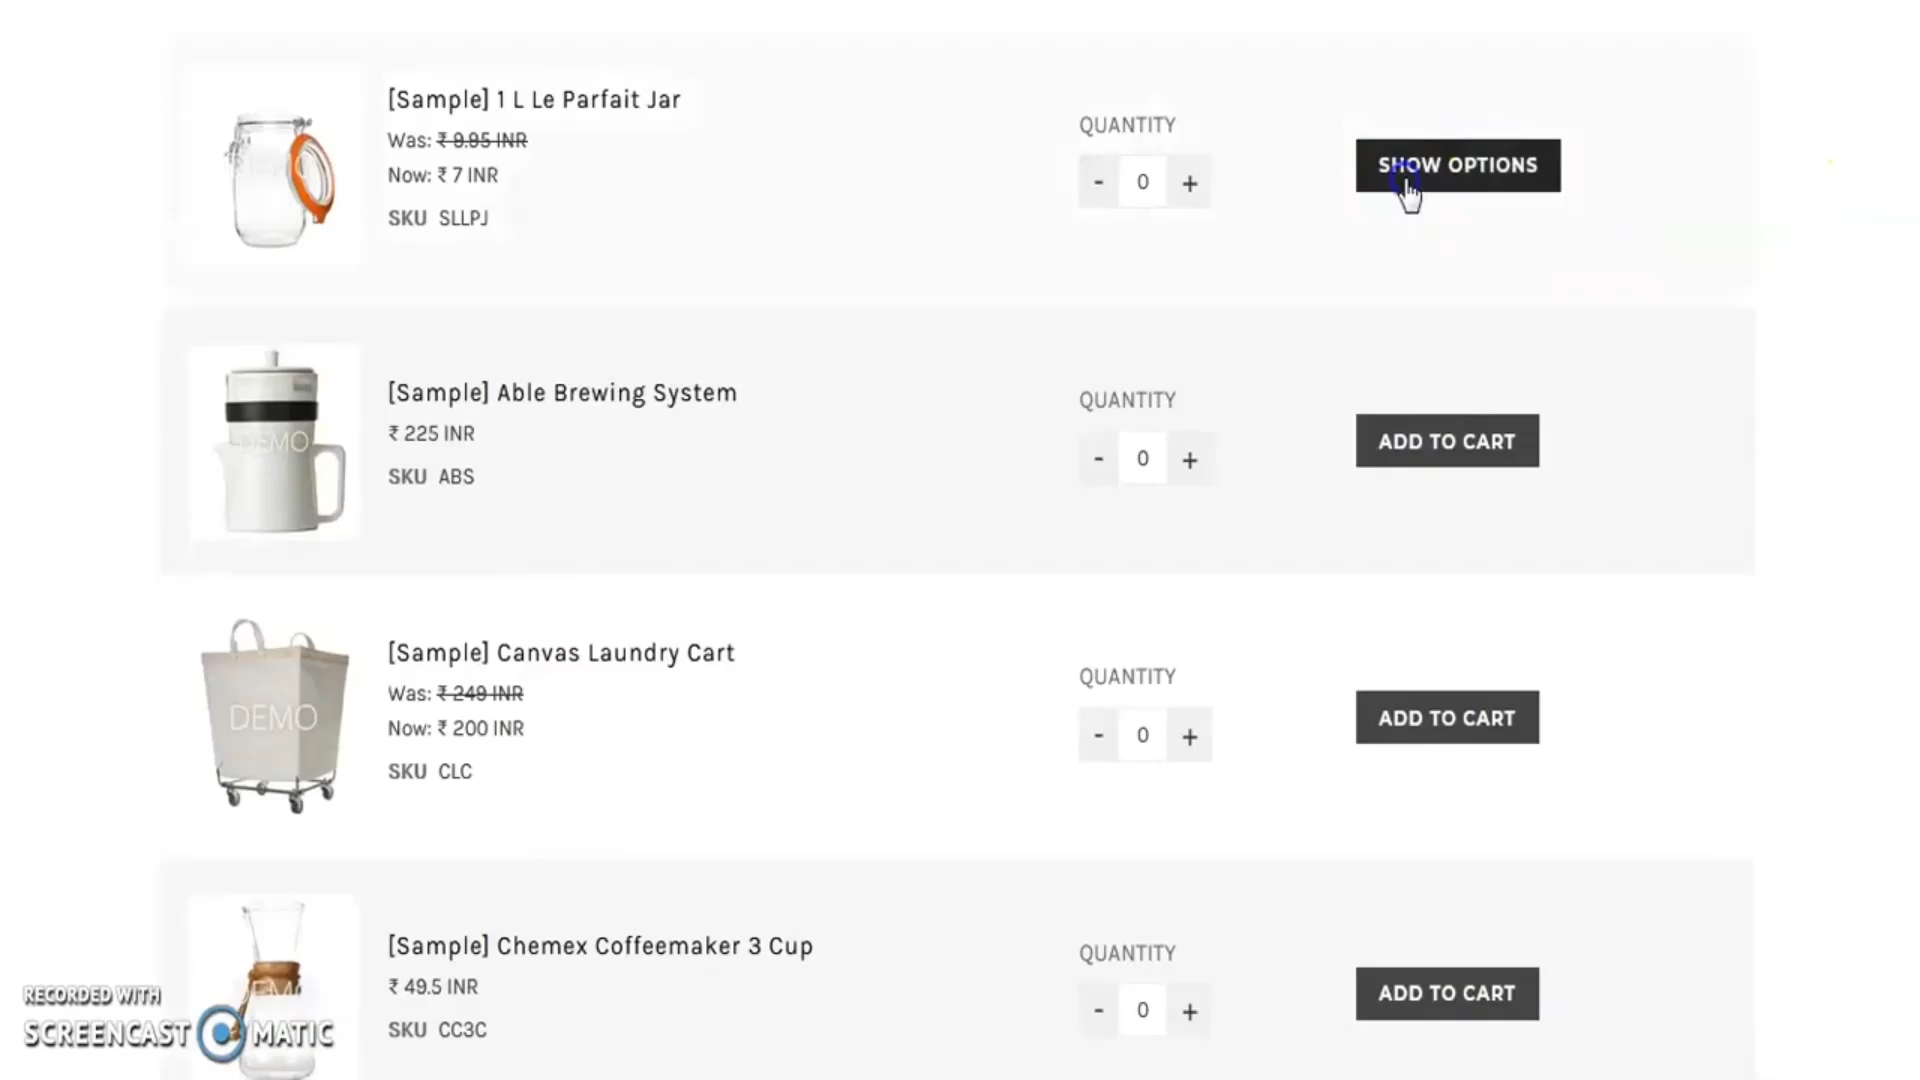 [Sample] 1 L Le Parfait Jar
Was: ₹ 9.95 INR
Now: ₹ 7 INR
SKU SLLPJ
QUANTITY
- 0 +
SHOW OPTIONS
[Sample] Able Brewing System
₹ 225 INR
SKU ABS
DEMO
QUANTITY
- 0 +
ADD TO CART
[Sample] Canvas Laundry Cart
Was: ₹ 249 INR
Now: ₹ 200 INR
SKU CLC
DEMO
QUANTITY
- 0 +
ADD TO CART
[Sample] Chemex Coffeemaker 3 Cup
₹ 49.5 INR
SKU CC3C
DEMO
QUANTITY
- 0 +
ADD TO CART
RECORDED WITH
SCREENCAST MATIC